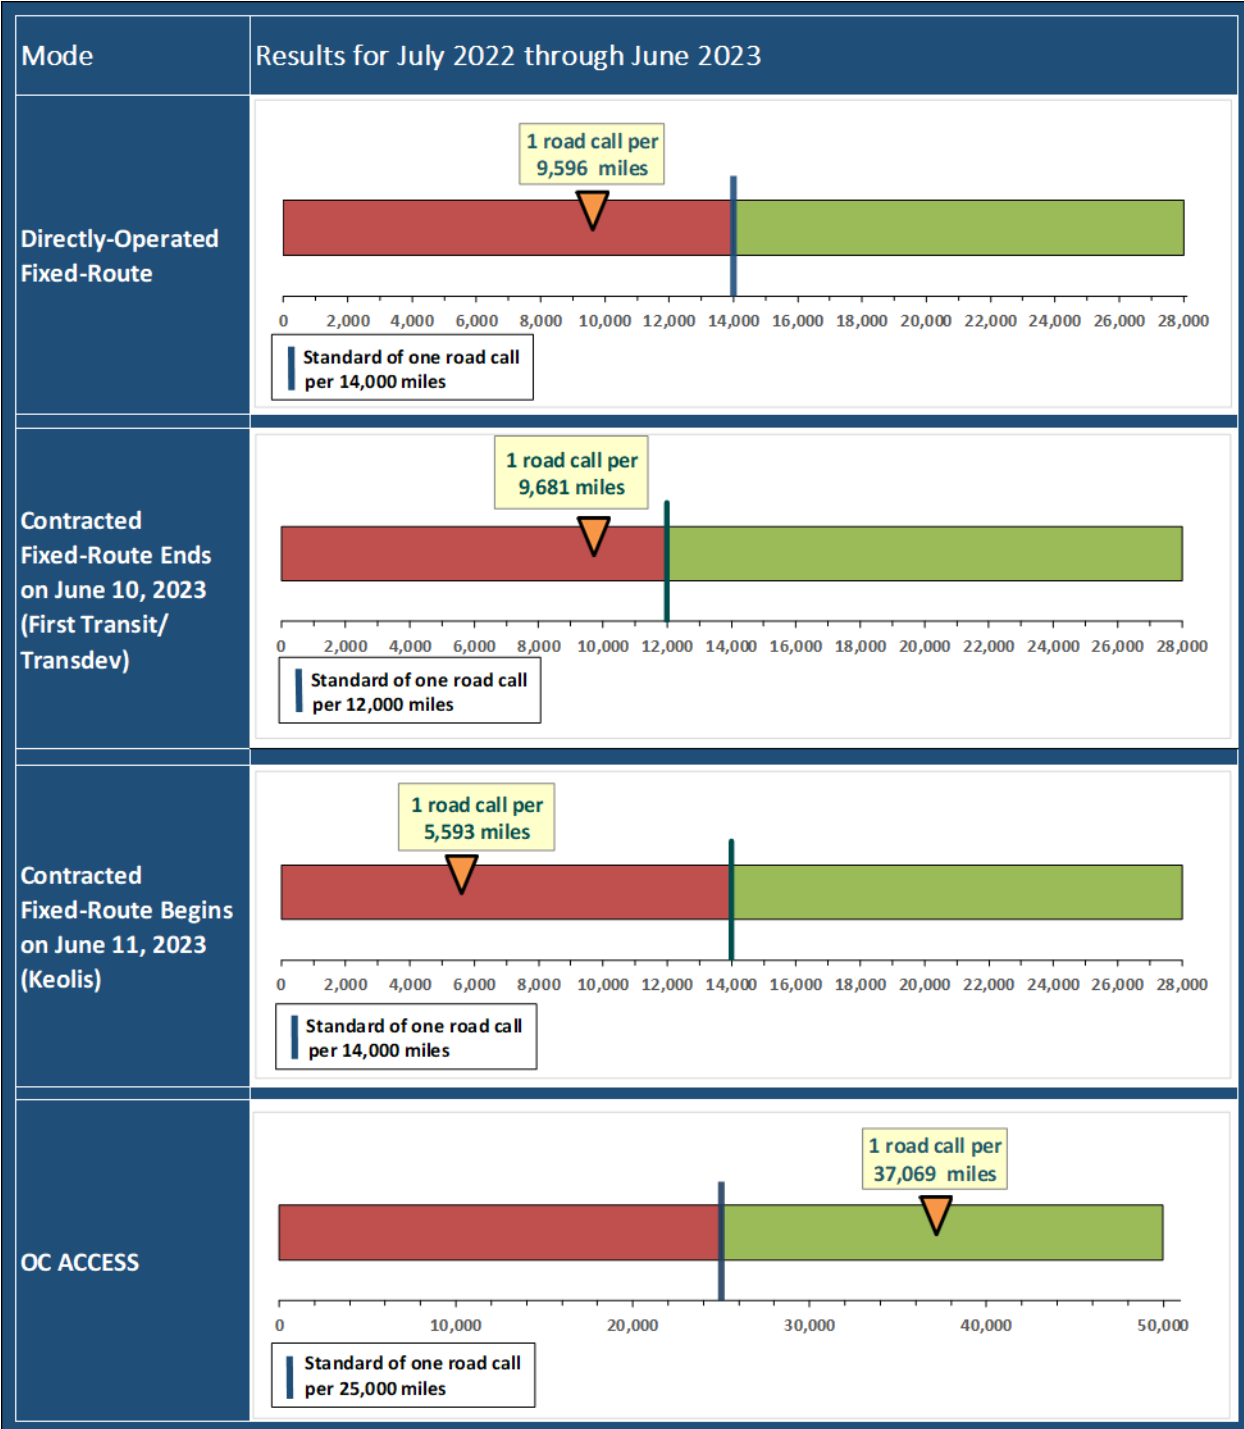 Mode
Results for July 2022 through June 2023
Directly-Operated
Fixed-Route
1 road call per
9,596 miles
0 2,000 4,000 6,000 8,000 10,000 12,000 14,000 16,000 18,000 20,000 22,000 24,000 26,000 28,000
Standard of one road call
per 14,000 miles
Contracted
Fixed-Route Ends
on June 10, 2023
(First Transit/
Transdev)
1 road call per
9,681 miles
0 2,000 4,000 6,000 8,000 10,000 12,000 14,000 16,000 18,000 20,000 22,000 24,000 26,000 28,000
Standard of one road call
per 12,000 miles
Contracted
Fixed-Route Begins
on June 11, 2023
(Keolis)
1 road call per
5,593 miles
0 2,000 4,000 6,000 8,000 10,000 12,000 14,000 16,000 18,000 20,000 22,000 24,000 26,000 28,000
Standard of one road call
per 14,000 miles
OC ACCESS
1 road call per
37,069 miles
0 10,000 20,000 30,000 40,000 50,000
Standard of one road call
per 25,000 miles